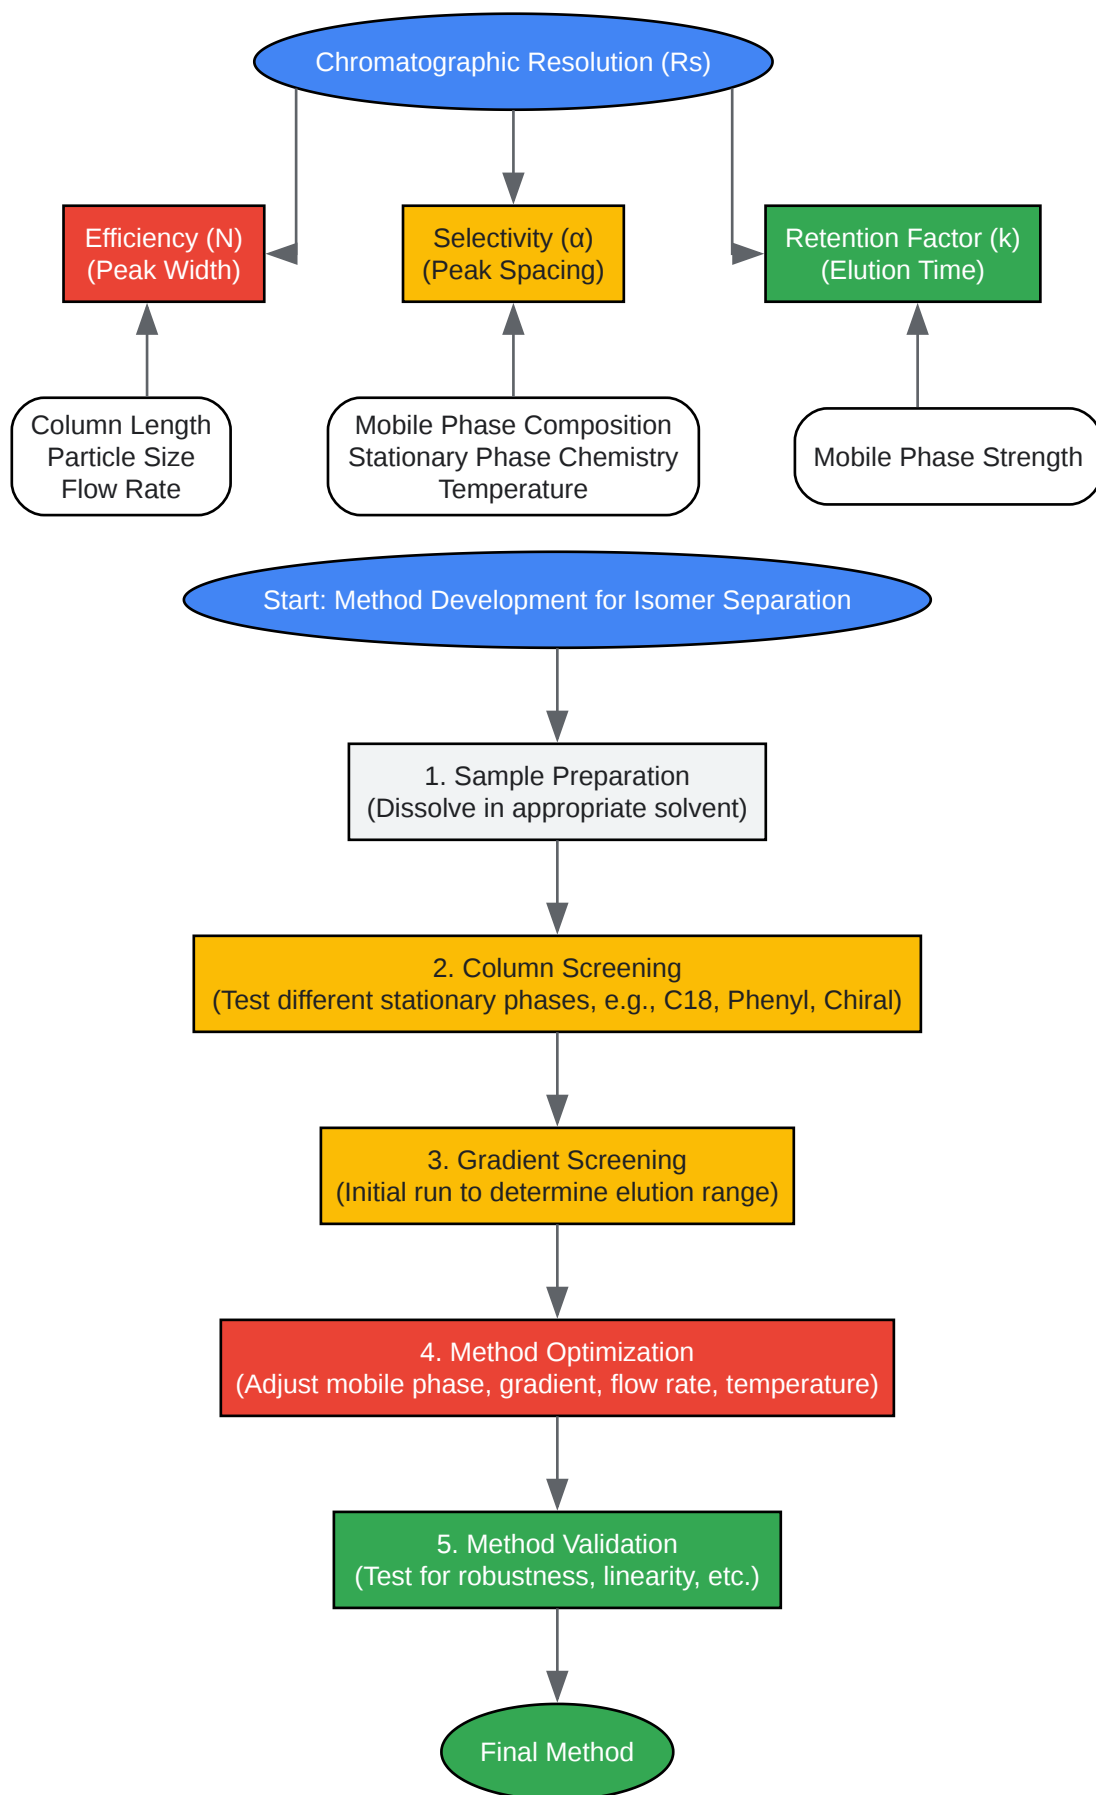 Chromatographic Resolution (Rs)
Efficiency (N)
(Peak Width)
Selectivity (α)
(Peak Spacing)
Retention Factor (k)
(Elution Time)
Column Length
Particle Size
Flow Rate
Mobile Phase Composition
Stationary Phase Chemistry
Temperature
Mobile Phase Strength
Start: Method Development for Isomer Separation
1. Sample Preparation
(Dissolve in appropriate solvent)
2. Column Screening
(Test different stationary phases, e.g., C18, Phenyl, Chiral)
3. Gradient Screening
(Initial run to determine elution range)
4. Method Optimization
(Adjust mobile phase, gradient, flow rate, temperature)
5. Method Validation
(Test for robustness, linearity, etc.)
Final Method